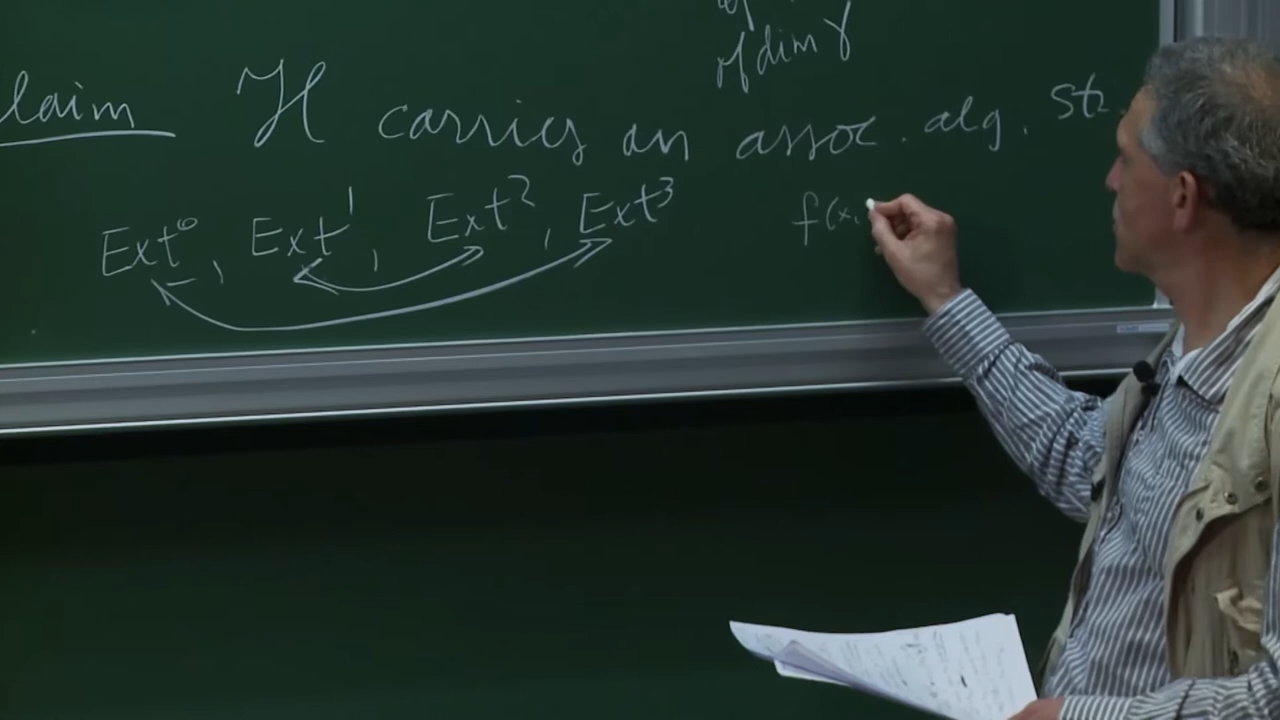 of dim γ
laim ℋ carries an assoc. alg. str.
Ext⁰, Ext¹, Ext², Ext³
f(x